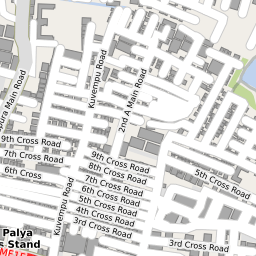 Kuvempu Road
2nd A Main Road
pura Main Road
9th Cross Road
7th Cross Road
6th Cross
9th Cross Road
8th Cross Road
7th Cross Road
6th Cross Road
5th Cross Road
4th Cross Road
3rd Cross Road
5th Cross Road
3rd Cross Road
Kuvempu Road
Palya
s Stand